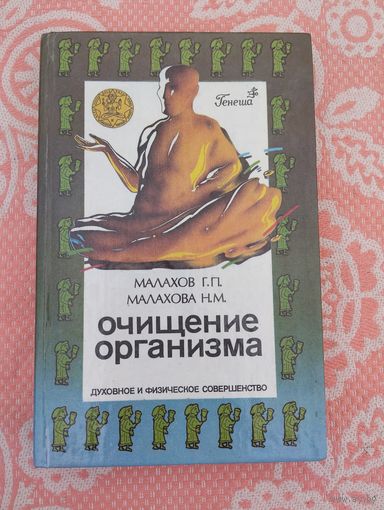 Генеша
МАЛАХОВ Г.П.
МАЛАХОВА Н.М.
очищение
организма
ДУХОВНОЕ И ФИЗИЧЕСКОЕ СОВЕРШЕНСТВО